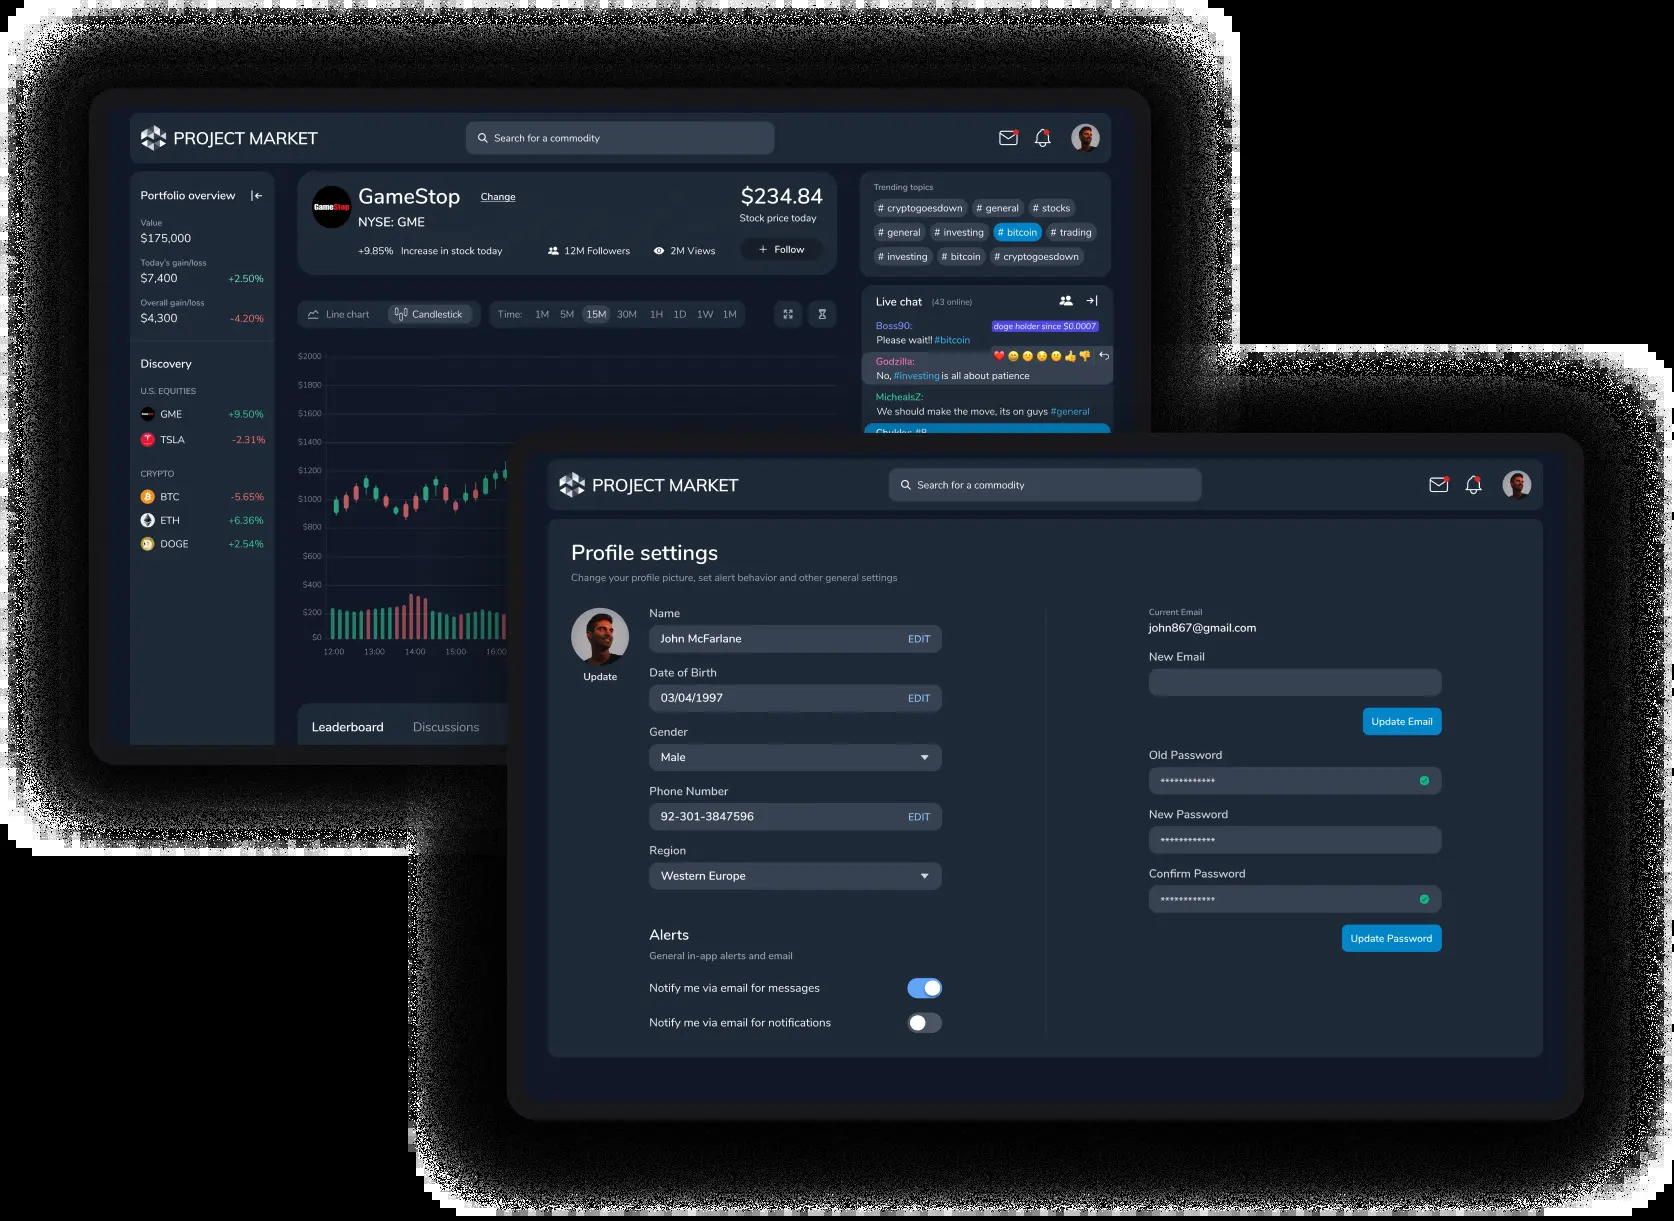 PROJECT MARKET
Search for a commodity
Portfolio overview
Value
$175,000
Today's gain/loss
$7,400 +2.50%
Overall gain/loss
$4,300 -4.20%
Discovery
U.S. EQUITIES
GME +9.50%
TSLA -2.31%
CRYPTO
BTC -5.65%
ETH +6.36%
DOGE +2.54%
GameStop
GameStop Change
NYSE: GME
+9.85% Increase in stock today
12M Followers
2M Views
$234.84
Stock price today
+ Follow
Line chart
Candlestick
Time: 1M 5M 15M 30M 1H 1D 1W 1M
$2000
$1800
$1600
$1400
$1200
$1000
$800
$600
$400
$200
$0
12:00 13:00 14:00 15:00 16:00
Leaderboard Discussions
Trending topics
# cryptogoesdown # general # stocks
# general # investing # bitcoin # trading
# investing # bitcoin # cryptogoesdown
Live chat (43 online)
Boss90: doge holder since $0.0007
Please wait!! #bitcoin
Godzilla:
No, #investing is all about patience
MichealsZ:
We should make the move, its on guys #general
PROJECT MARKET
Search for a commodity
Profile settings
Change your profile picture, set alert behavior and other general settings
Update
Name
John McFarlane EDIT
Date of Birth
03/04/1997 EDIT
Gender
Male
Phone Number
92-301-3847596 EDIT
Region
Western Europe
Alerts
General in-app alerts and email
Notify me via email for messages
Notify me via email for notifications
Current Email
john867@gmail.com
New Email
Update Email
Old Password
************
New Password
************
Confirm Password
************
Update Password